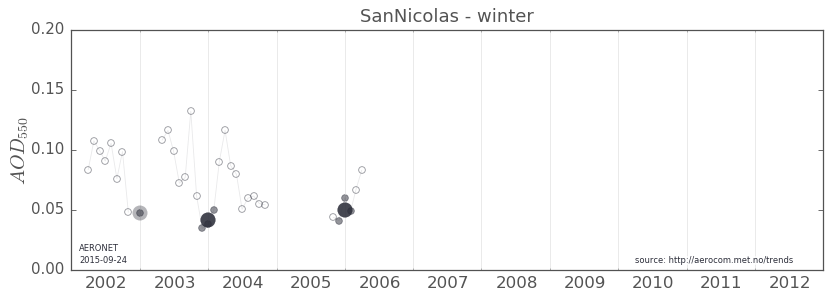 SanNicolas - winter
0.20
0.15
0.10
0.05
0.00
AOD550
AERONET
2015-09-24
source: http://aerocom.met.no/trends
2002 2003 2004 2005 2006 2007 2008 2009 2010 2011 2012